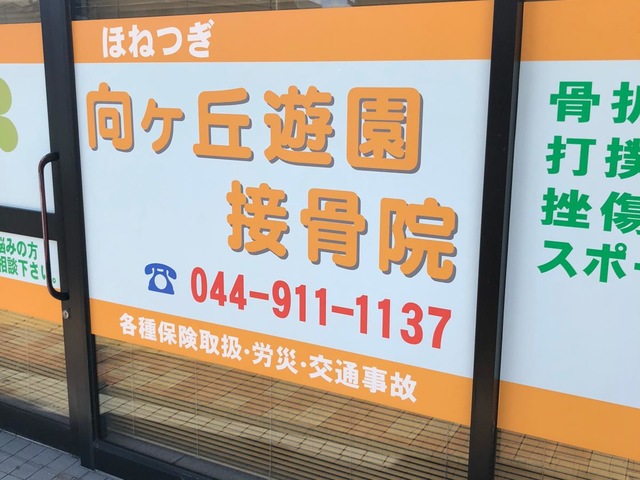 ほねつぎ
向ヶ丘遊園
接骨院
☎ 044-911-1137
各種保険取扱・労災・交通事故
悩みの方
相談下さい。
骨折
打撲
挫傷
スポー